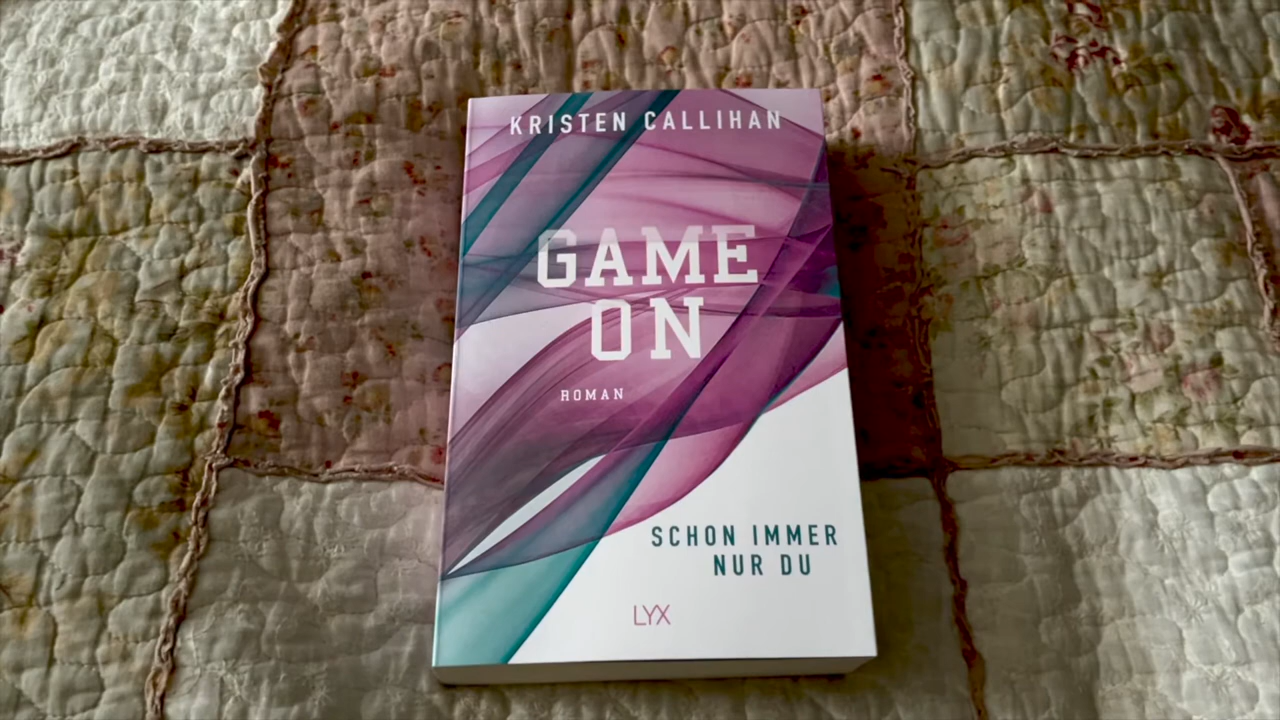 KRISTEN CALLIHAN
GAME
ON
ROMAN
SCHON IMMER
NUR DU
LYX